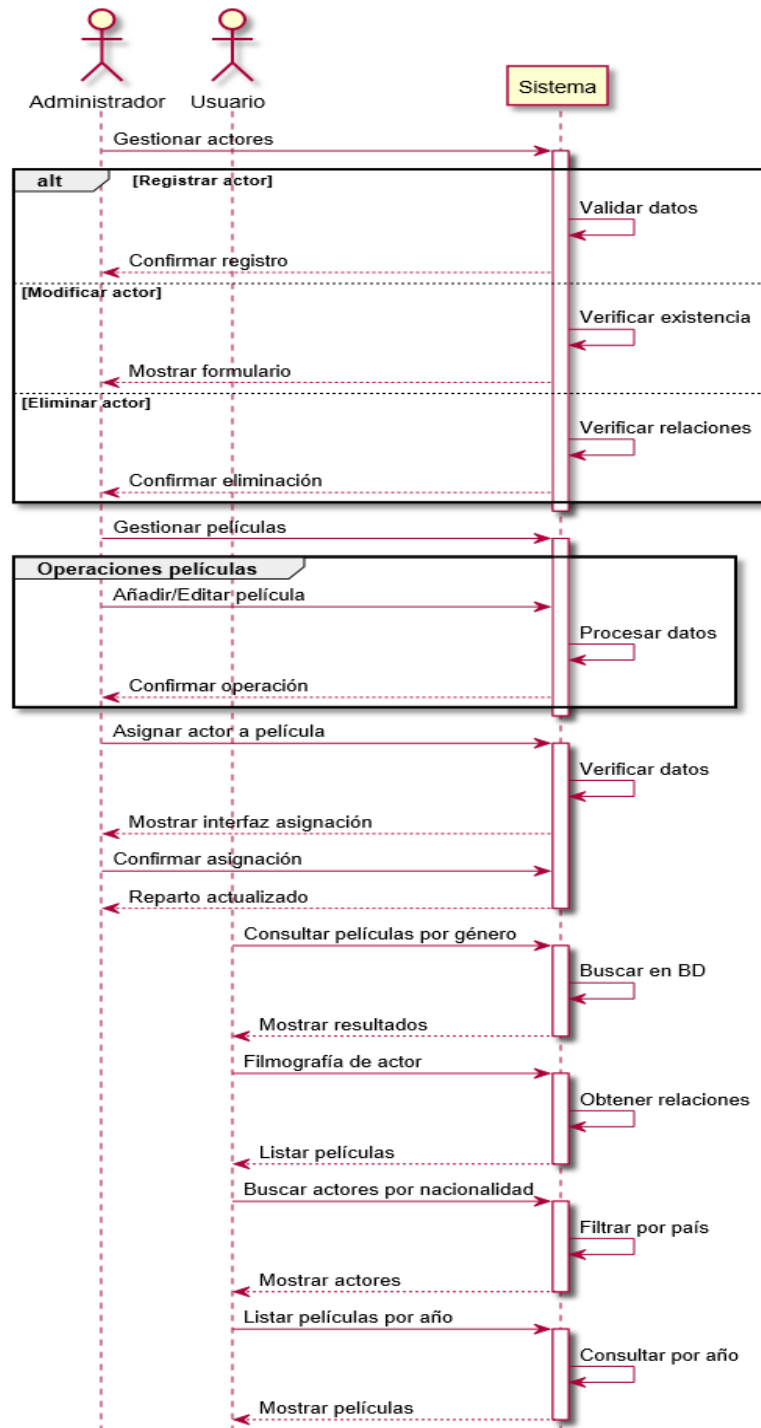 Administrador
Usuario
Sistema
Gestionar actores
alt
[Registrar actor]
Validar datos
Confirmar registro
[Modificar actor]
Verificar existencia
Mostrar formulario
[Eliminar actor]
Verificar relaciones
Confirmar eliminación
Gestionar películas
Operaciones películas
Añadir/Editar película
Procesar datos
Confirmar operación
Asignar actor a película
Verificar datos
Mostrar interfaz asignación
Confirmar asignación
Reparto actualizado
Consultar películas por género
Buscar en BD
Mostrar resultados
Filmografía de actor
Obtener relaciones
Listar películas
Buscar actores por nacionalidad
Filtrar por país
Mostrar actores
Listar películas por año
Consultar por año
Mostrar películas